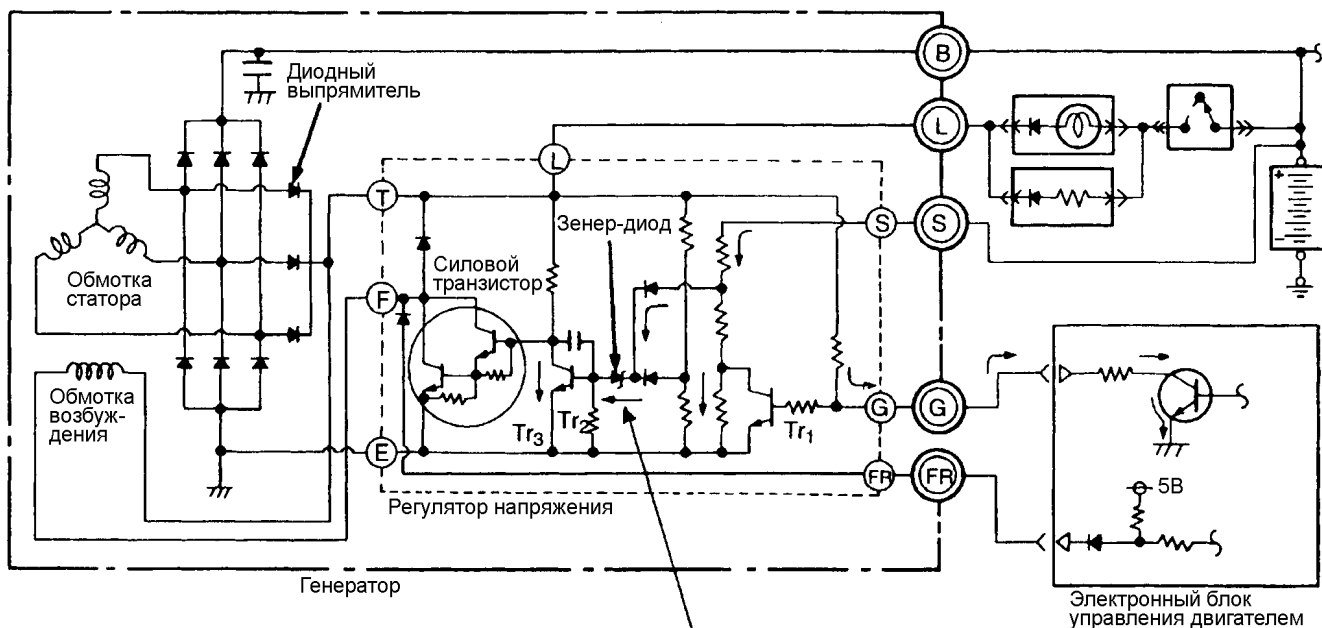 B
Диодный
выпрямитель
L
L
T
S
S
Зенер-диод
Силовой
транзистор
Обмотка
статора
F
Обмотка
возбуж-
дения
G
G
Tr1
Tr2
Tr3
E
FR
FR
5В
Регулятор напряжения
Генератор
Электронный блок
управления двигателем
+
-